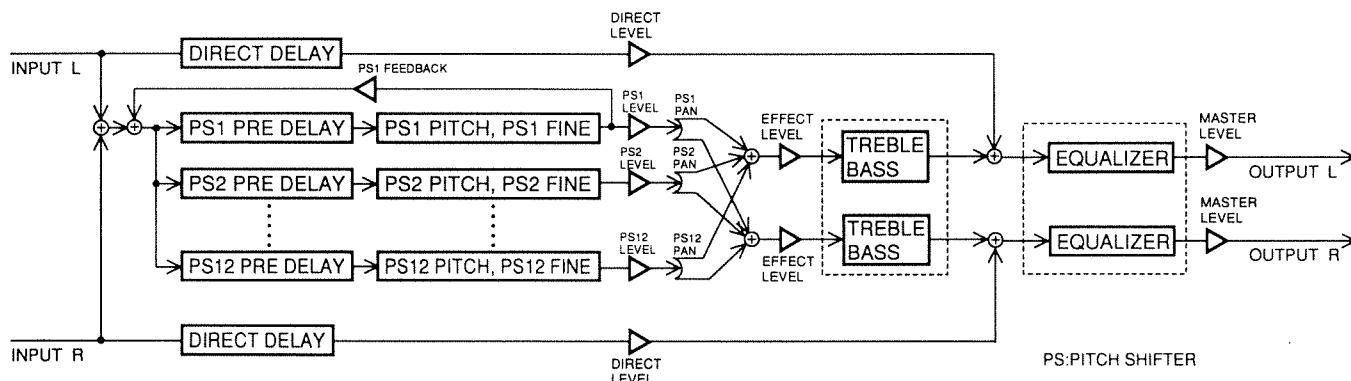 DIRECT
LEVEL
DIRECT DELAY
INPUT L
PS1 FEEDBACK
PS1 PRE DELAY
PS1 PITCH, PS1 FINE
PS1
LEVEL
PS1
PAN
EFFECT
LEVEL
TREBLE
BASS
EQUALIZER
MASTER
LEVEL
OUTPUT L
PS2 PRE DELAY
PS2 PITCH, PS2 FINE
PS2
LEVEL
PS2
PAN
PS12 PRE DELAY
PS12 PITCH, PS12 FINE
PS12
LEVEL
PS12
PAN
EFFECT
LEVEL
TREBLE
BASS
EQUALIZER
MASTER
LEVEL
OUTPUT R
INPUT R
DIRECT DELAY
DIRECT
LEVEL
PS:PITCH SHIFTER